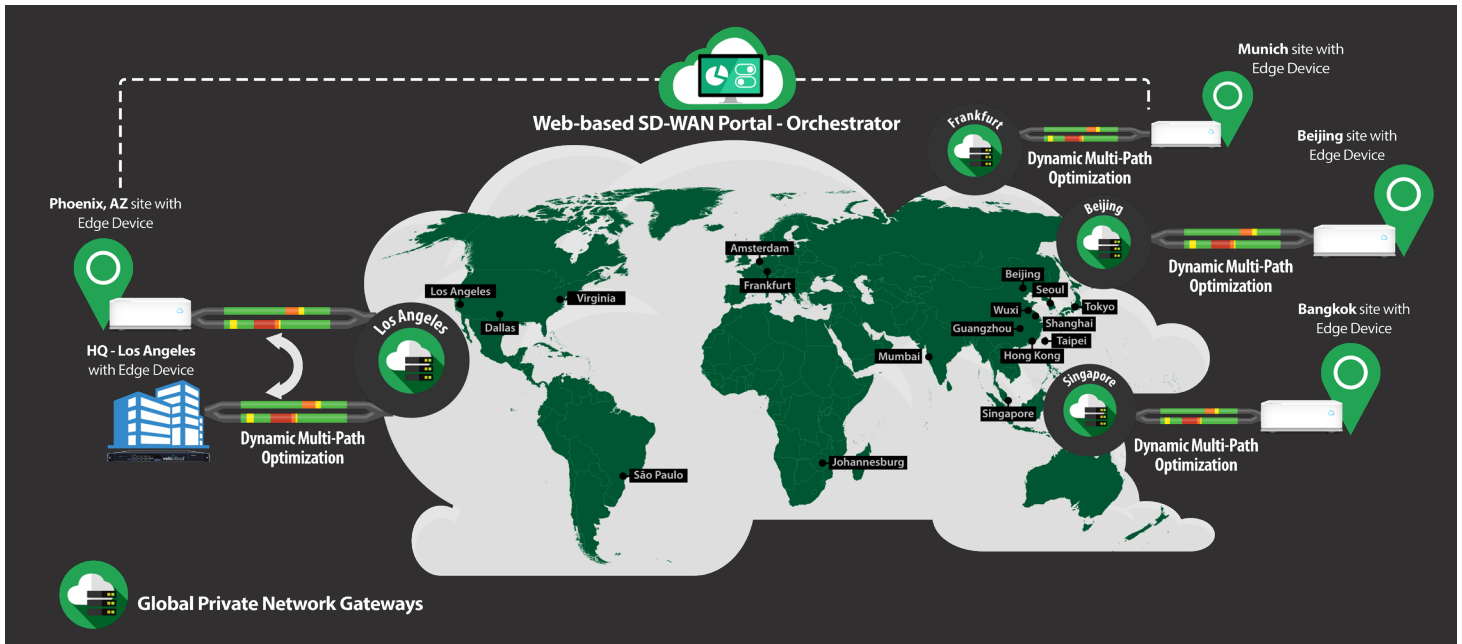 Munich site with
Edge Device
Web-based SD-WAN Portal - Orchestrator
Frankfurt
Dynamic Multi-Path
Optimization
Beijing site with
Edge Device
Phoenix, AZ site with
Edge Device
Beijing
Dynamic Multi-Path
Optimization
Amsterdam
Frankfurt
Los Angeles
Virginia
Dallas
Beijing
Seoul
Wuxi
Tokyo
Shanghai
Guangzhou
Taipei
Hong Kong
Mumbai
Singapore
São Paulo
Johannesburg
Bangkok site with
Edge Device
Los Angeles
HQ - Los Angeles
with Edge Device
Dynamic Multi-Path
Optimization
velocloud
Singapore
Dynamic Multi-Path
Optimization
Global Private Network Gateways